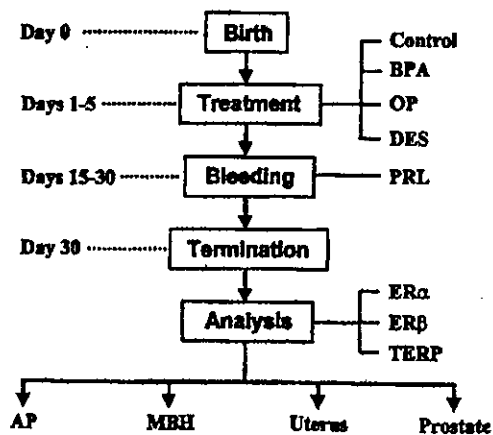 Day 0 Birth
Control
BPA
Days 1-5 Treatment OP
DES
Days 15-30 Bleeding PRL
Day 30 Termination
ERα
Analysis ERβ
TERP
AP MBH Uterus Prostate